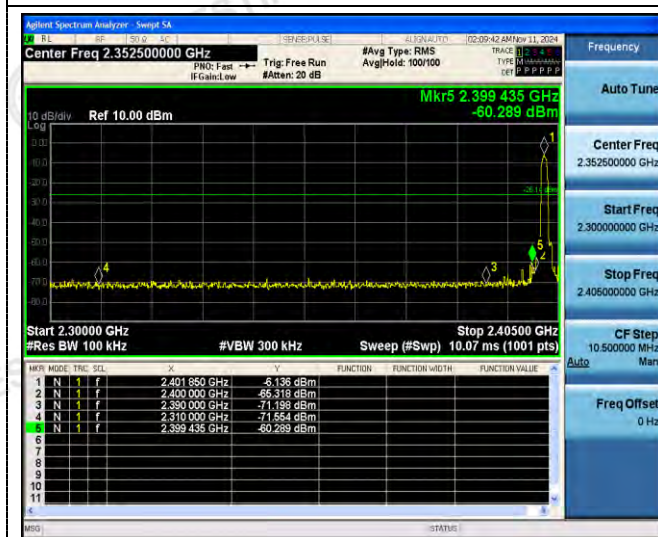 Agilent Spectrum Analyzer - Swept SA
RL RF 50 Ω AC SENSE:PULSE ALIGNAUTO 02:09:42 AM Nov 11, 2024
Center Freq 2.352500000 GHz
PNO: Fast
IFGain:Low
Trig: Free Run
#Atten: 20 dB
#Avg Type: RMS
Avg|Hold: 100/100
TRACE 1 2 3 4 5 6
TYPE M
DET P P P P P P
Mkr5 2.399 435 GHz
-60.289 dBm
10 dB/div Ref 10.00 dBm
Log
0.00
-10.0
-20.0
-30.0
-40.0
-50.0
-60.0
-70.0
-80.0
1
5
2
3
4
Start 2.30000 GHz Stop 2.40500 GHz
#Res BW 100 kHz #VBW 300 kHz Sweep (#Swp) 10.07 ms (1001 pts)
MKR MODE TRC SCL X Y FUNCTION FUNCTION WIDTH FUNCTION VALUE
1 N 1 f 2.401 850 GHz -6.136 dBm
2 N 1 f 2.400 000 GHz -65.318 dBm
3 N 1 f 2.390 000 GHz -71.198 dBm
4 N 1 f 2.310 000 GHz -71.554 dBm
5 N 1 f 2.399 435 GHz -60.289 dBm
6
7
8
9
10
11
MSG STATUS
Frequency
Auto Tune
Center Freq
2.352500000 GHz
Start Freq
2.300000000 GHz
Stop Freq
2.405000000 GHz
CF Step
10.500000 MHz
Auto Man
Freq Offset
0 Hz